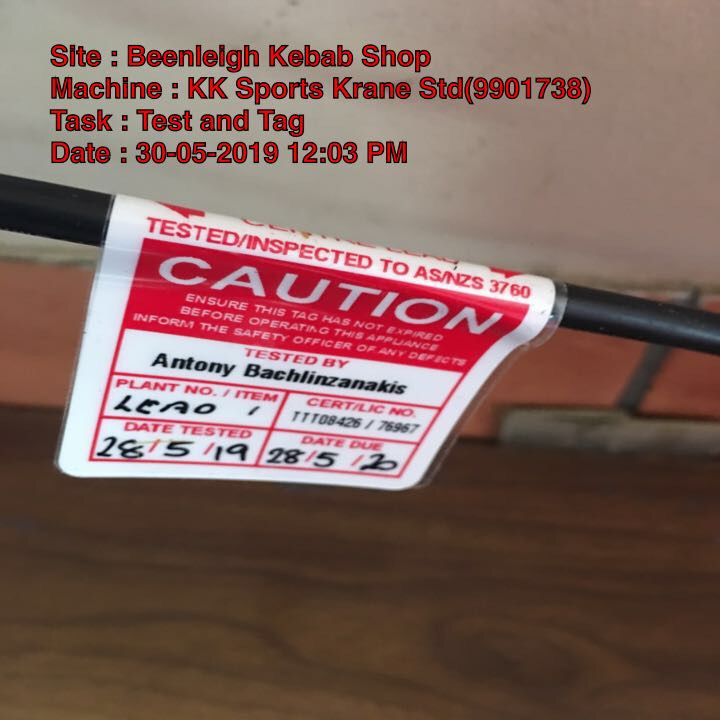 Site : Beenleigh Kebab Shop
Machine : KK Sports Krane Std(9901738)
Task : Test and Tag
Date : 30-05-2019 12:03 PM
TESTED/INSPECTED TO AS/NZS 3760
CAUTION
ENSURE THIS TAG HAS NOT EXPIRED
BEFORE OPERATING THIS APPLIANCE
INFORM THE SAFETY OFFICER OF ANY DEFECTS
TESTED BY
Antony Bachlinzanakis
PLANT NO. / ITEM
LEAD 1
CERT/LIC NO.
TTT08426 / 76967
DATE TESTED
28/5/19
DATE DUE
28/5/20